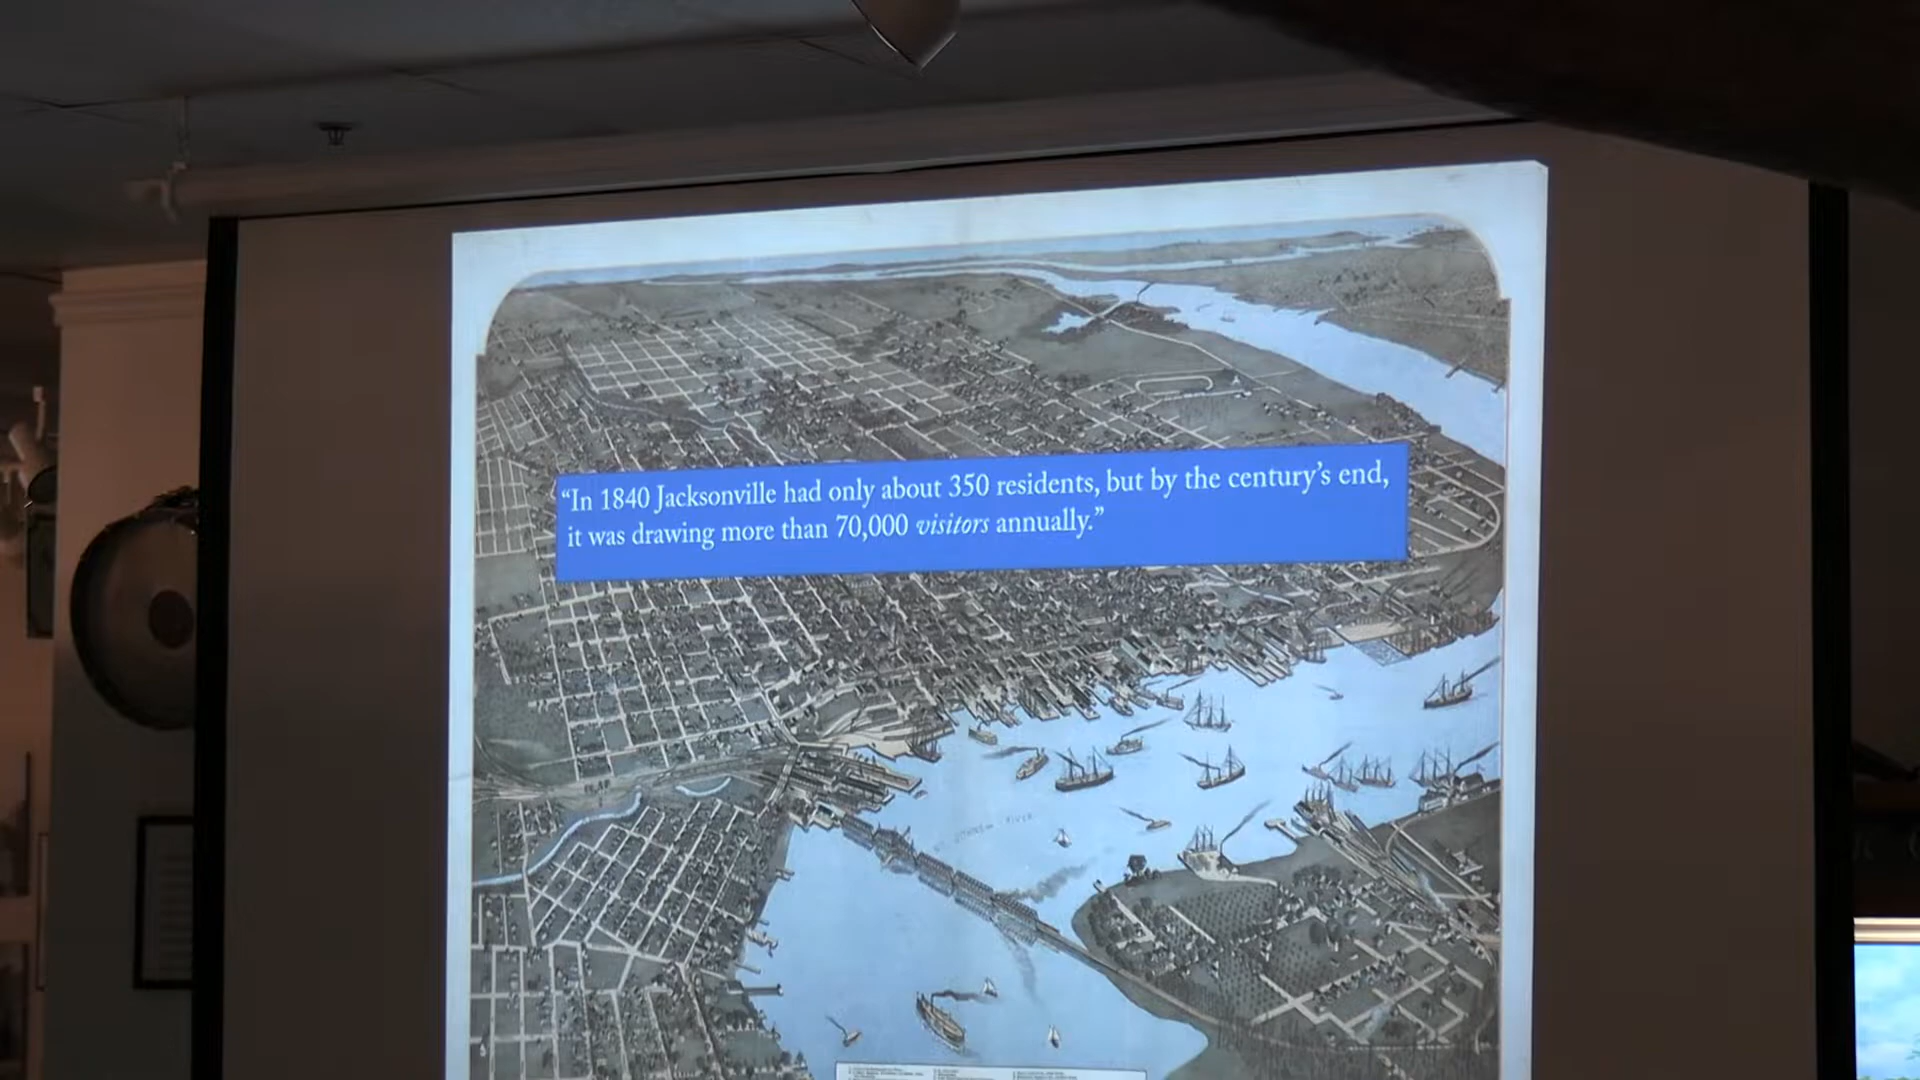 “In 1840 Jacksonville had only about 350 residents, but by the century’s end,
it was drawing more than 70,000 visitors annually.”
RIVER